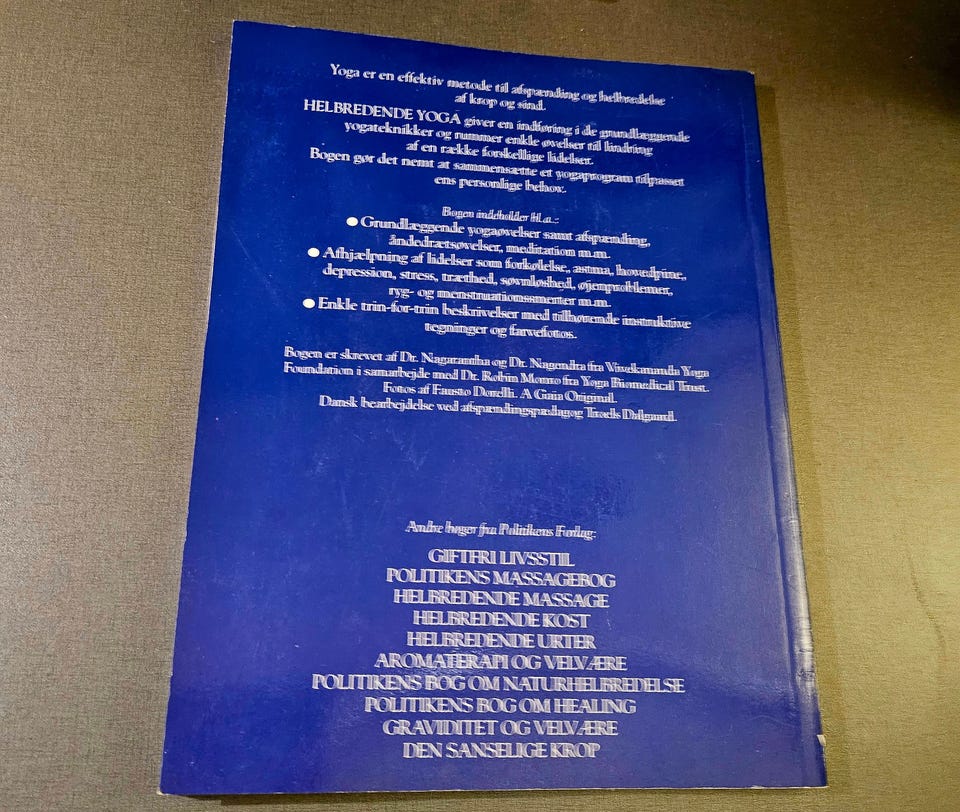 Yoga er en effektiv metode til afspænding og helbredelse
af krop og sind.
HELBREDENDE YOGA giver en indføring i de grundlæggende
yogateknikker og rummer enkle øvelser til lindring
af en række forskellige lidelser.
Bogen gør det nemt at sammensætte et yogaprogram tilpasset
ens personlige behov.
Bogen indeholder bl.a.:
● Grundlæggende yogaøvelser samt afspænding,
åndedrætsøvelser, meditation m.m.
● Afhjælpning af lidelser som forkølelse, astma, hovedpine,
depression, stress, træthed, søvnløshed, øjenproblemer,
ryg- og menstruationssmerter m.m.
● Enkle trin-for-trin beskrivelser med tilhørende instruktive
tegninger og farvefotos.
Bogen er skrevet af Dr. Nagarantha og Dr. Nagendra fra Vivekananda Yoga
Foundation i samarbejde med Dr. Robin Monro fra Yoga Biomedical Trust.
Fotos af Fausto Dorelli. A Gaia Original.
Dansk bearbejdelse ved afspændingspædagog Troels Dalgaard.
Andre bøger fra Politikens Forlag:
GIFTFRI LIVSSTIL
POLITIKENS MASSAGEBOG
HELBREDENDE MASSAGE
HELBREDENDE KOST
HELBREDENDE URTER
AROMATERAPI OG VELVÆRE
POLITIKENS BOG OM NATURHELBREDELSE
POLITIKENS BOG OM HEALING
GRAVIDITET OG VELVÆRE
DEN SANSELIGE KROP